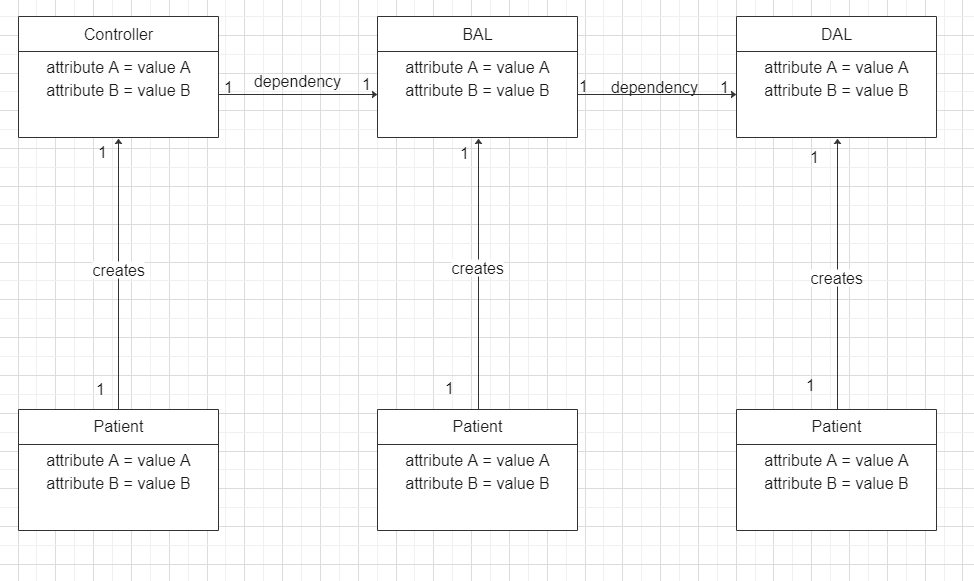 Controller
attribute A = value A
attribute B = value B
1 dependency 1
BAL
attribute A = value A
attribute B = value B
1 dependency 1
DAL
attribute A = value A
attribute B = value B
1
1
1
creates
creates
creates
1
1
1
Patient
attribute A = value A
attribute B = value B
Patient
attribute A = value A
attribute B = value B
Patient
attribute A = value A
attribute B = value B